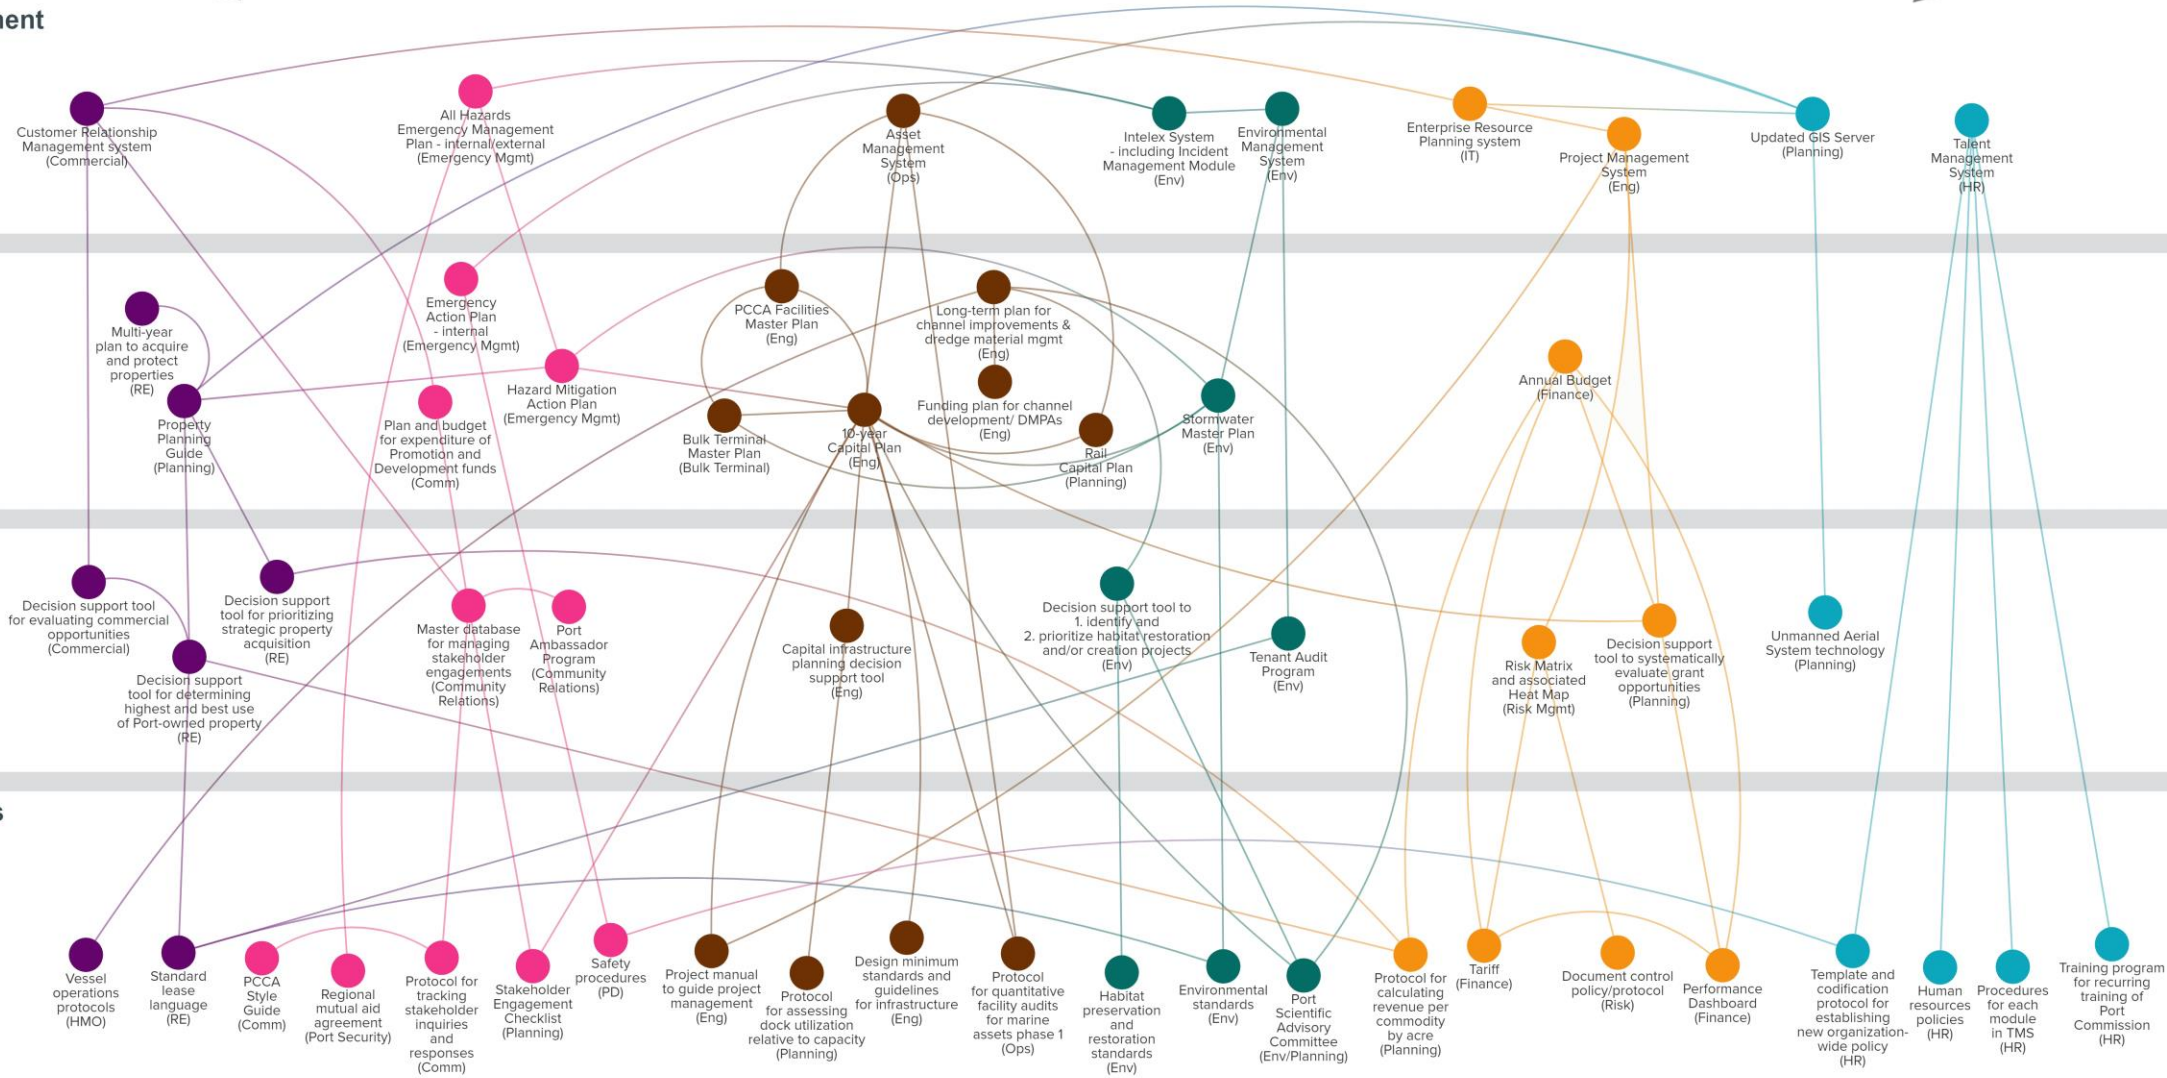 ment
Customer Relationship
Management system
(Commercial)
All Hazards
Emergency Management
Plan - internal/external
(Emergency Mgmt)
Asset
Management
System
(Ops)
Intelex System
- including Incident
Management Module
(Env)
Environmental
Management
System
(Env)
Enterprise Resource
Planning system
(IT)
Project Management
System
(Eng)
Updated GIS Server
(Planning)
Talent
Management
System
(HR)
Multi-year
plan to acquire
and protect
properties
(RE)
Property
Planning
Guide
(Planning)
Emergency
Action Plan
- internal
(Emergency Mgmt)
Plan and budget
for expenditure of
Promotion and
Development funds
(Comm)
Hazard Mitigation
Action Plan
(Emergency Mgmt)
PCCA Facilities
Master Plan
(Eng)
Bulk Terminal
Master Plan
(Bulk Terminal)
10-year
Capital Plan
(Eng)
Long-term plan for
channel improvements &
dredge material mgmt
(Eng)
Funding plan for channel
development/ DMPAs
(Eng)
Rail
Capital Plan
(Planning)
Stormwater
Master Plan
(Env)
Annual Budget
(Finance)
Decision support tool
for evaluating commercial
opportunities
(Commercial)
Decision support
tool for determining
highest and best use
of Port-owned property
(RE)
Decision support
tool for prioritizing
strategic property
acquisition
(RE)
Master database
for managing
stakeholder
engagements
(Community
Relations)
Port
Ambassador
Program
(Community
Relations)
Capital infrastructure
planning decision
support tool
(Eng)
Decision support tool to
1. identify and
2. prioritize habitat restoration
and/or creation projects
(Env)
Tenant Audit
Program
(Env)
Risk Matrix
and associated
Heat Map
(Risk Mgmt)
Decision support
tool to systematically
evaluate grant
opportunities
(Planning)
Unmanned Aerial
System technology
(Planning)
s
Vessel
operations
protocols
(HMO)
Standard
lease
language
(RE)
PCCA
Style
Guide
(Comm)
Regional
mutual aid
agreement
(Port Security)
Protocol for
tracking
stakeholder
inquiries
and
responses
(Comm)
Stakeholder
Engagement
Checklist
(Planning)
Safety
procedures
(PD)
Project manual
to guide project
management
(Eng)
Protocol
for assessing
dock utilization
relative to capacity
(Planning)
Design minimum
standards and
guidelines
for infrastructure
(Eng)
Protocol
for quantitative
facility audits
for marine
assets phase 1
(Ops)
Habitat
preservation
and
restoration
standards
(Env)
Environmental
standards
(Env)
Port
Scientific
Advisory
Committee
(Env/Planning)
Protocol for
calculating
revenue per
commodity
by acre
(Planning)
Tariff
(Finance)
Document control
policy/protocol
(Risk)
Performance
Dashboard
(Finance)
Template and
codification
protocol for
establishing
new organization-
wide policy
(HR)
Human
resources
policies
(HR)
Procedures
for each
module
in TMS
(HR)
Training program
for recurring
training of
Port
Commission
(HR)